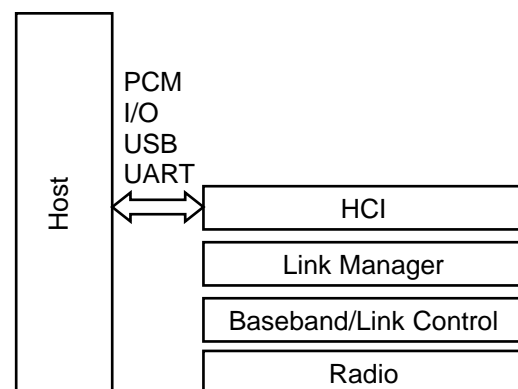 Host
PCM
I/O
USB
UART
HCI
Link Manager
Baseband/Link Control
Radio